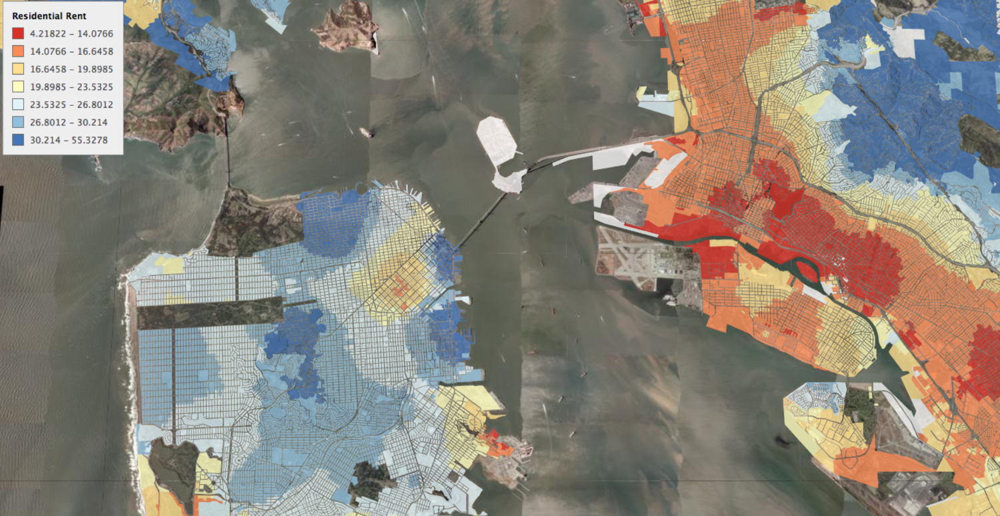 Residential Rent
4.21822 – 14.0766
14.0766 – 16.6458
16.6458 – 19.8985
19.8985 – 23.5325
23.5325 – 26.8012
26.8012 – 30.214
30.214 – 55.3278